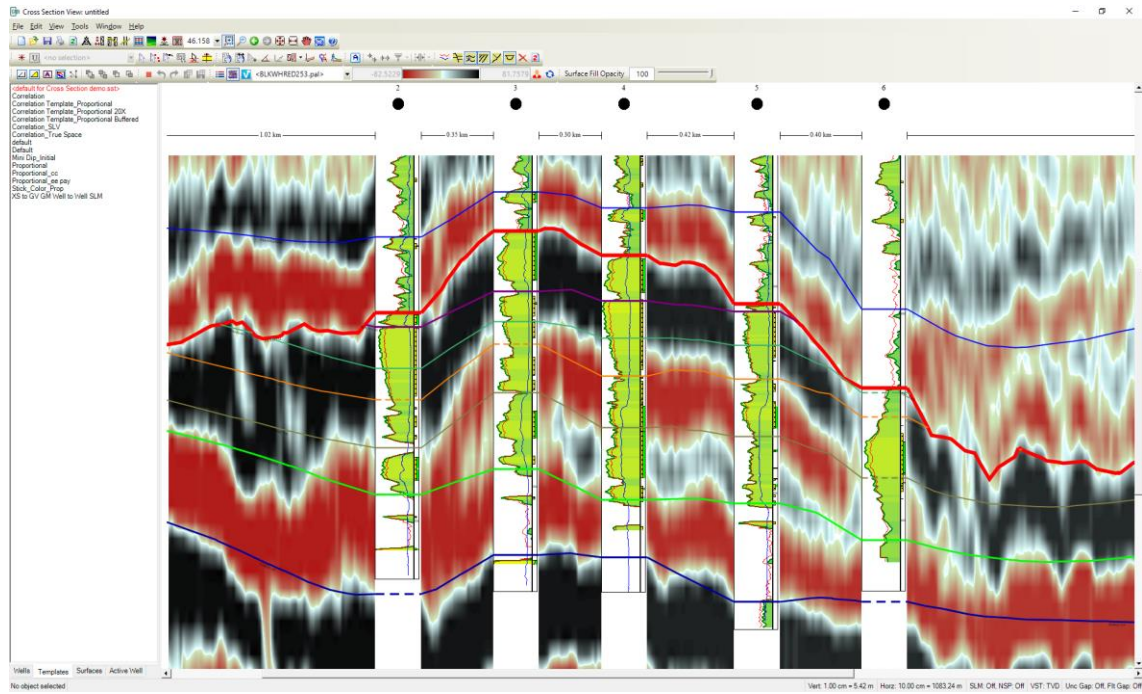 Cross Section View: untitled
File Edit View Tools Window Help
46.158
<no selection>
<BLKWHRED253.pal> -62.5229 61.7579 Surface Fill Opacity 100
<default for Cross Section demo.sst>
Correlation
Correlation Template_Proportional
Correlation Template_Proportional 20X
Correlation Template_Proportional Buffered
Correlation_SLV
Correlation_True Space
default
Default
Mini Dip_Initial
Proportional
Proportional_cc
Proportional_ee pay
Stick_Color_Prop
XS to GV GM Well to Well SLM
2 3 4 5 6
1.02 km 0.35 km 0.30 km 0.42 km 0.40 km
Wells Templates Surfaces Active Well
No object selected
Vert: 1.00 cm = 5.42 m Horz: 10.00 cm = 1083.24 m SLM: Off, NSP: Off VST: TVD Unc Gap: Off, Flt Gap: Off